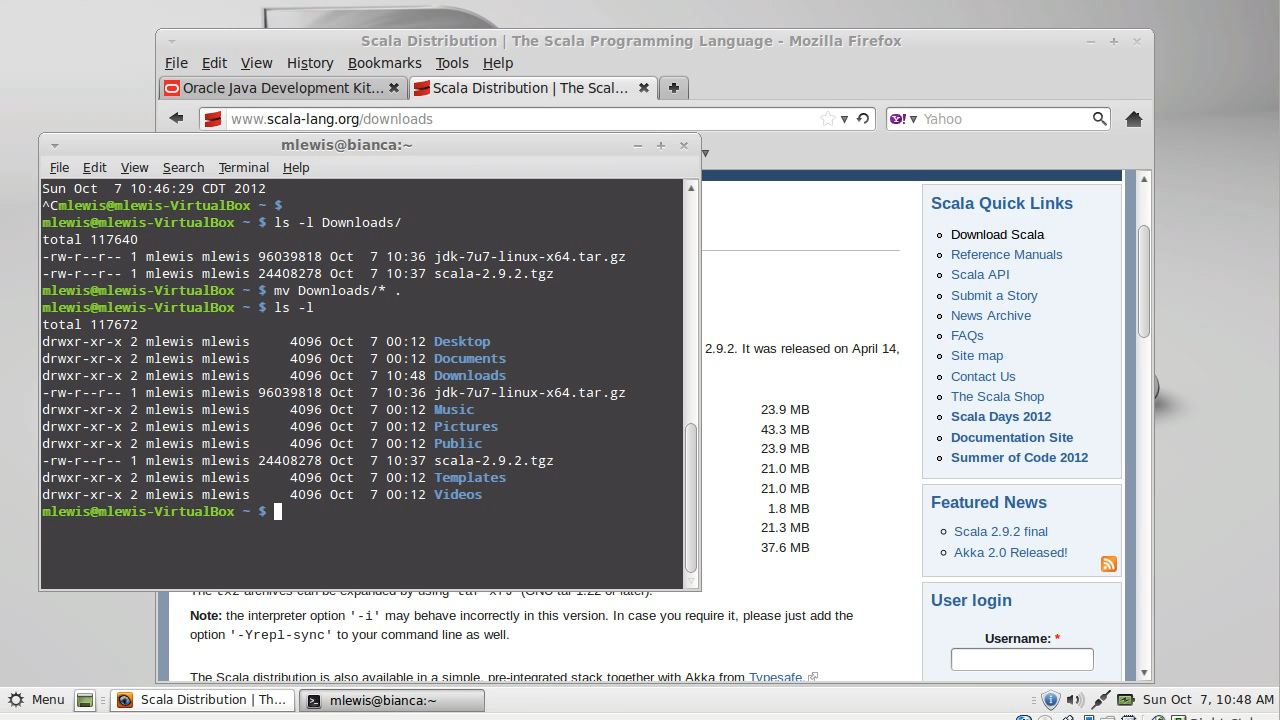 Scala Distribution | The Scala Programming Language - Mozilla Firefox
File Edit View History Bookmarks Tools Help
Oracle Java Development Kit... Scala Distribution | The Scal...
www.scala-lang.org/downloads
Yahoo
mlewis@bianca:~
File Edit View Search Terminal Help
Sun Oct  7 10:46:29 CDT 2012
^Cmlewis@mlewis-VirtualBox ~ $
mlewis@mlewis-VirtualBox ~ $ ls -l Downloads/
total 117640
-rw-r--r-- 1 mlewis mlewis 96039818 Oct  7 10:36 jdk-7u7-linux-x64.tar.gz
-rw-r--r-- 1 mlewis mlewis 24408278 Oct  7 10:37 scala-2.9.2.tgz
mlewis@mlewis-VirtualBox ~ $ mv Downloads/* .
mlewis@mlewis-VirtualBox ~ $ ls -l
total 117672
drwxr-xr-x 2 mlewis mlewis     4096 Oct  7 00:12 Desktop
drwxr-xr-x 2 mlewis mlewis     4096 Oct  7 00:12 Documents
drwxr-xr-x 2 mlewis mlewis     4096 Oct  7 10:48 Downloads
-rw-r--r-- 1 mlewis mlewis 96039818 Oct  7 10:36 jdk-7u7-linux-x64.tar.gz
drwxr-xr-x 2 mlewis mlewis     4096 Oct  7 00:12 Music
drwxr-xr-x 2 mlewis mlewis     4096 Oct  7 00:12 Pictures
drwxr-xr-x 2 mlewis mlewis     4096 Oct  7 00:12 Public
-rw-r--r-- 1 mlewis mlewis 24408278 Oct  7 10:37 scala-2.9.2.tgz
drwxr-xr-x 2 mlewis mlewis     4096 Oct  7 00:12 Templates
drwxr-xr-x 2 mlewis mlewis     4096 Oct  7 00:12 Videos
mlewis@mlewis-VirtualBox ~ $
2.9.2. It was released on April 14,
23.9 MB
43.3 MB
23.9 MB
21.0 MB
21.0 MB
1.8 MB
21.3 MB
37.6 MB
Note: the interpreter option '-i' may behave incorrectly in this version. In case you require it, please just add the
option '-Yrepl-sync' to your command line as well.
The Scala distribution is also available in a simple, pre-integrated stack together with Akka from Typesafe.
Scala Quick Links
Download Scala
Reference Manuals
Scala API
Submit a Story
News Archive
FAQs
Site map
Contact Us
The Scala Shop
Scala Days 2012
Documentation Site
Summer of Code 2012
Featured News
Scala 2.9.2 final
Akka 2.0 Released!
User login
Username: *
Menu Scala Distribution | Th... mlewis@bianca:~ Sun Oct 7, 10:48 AM